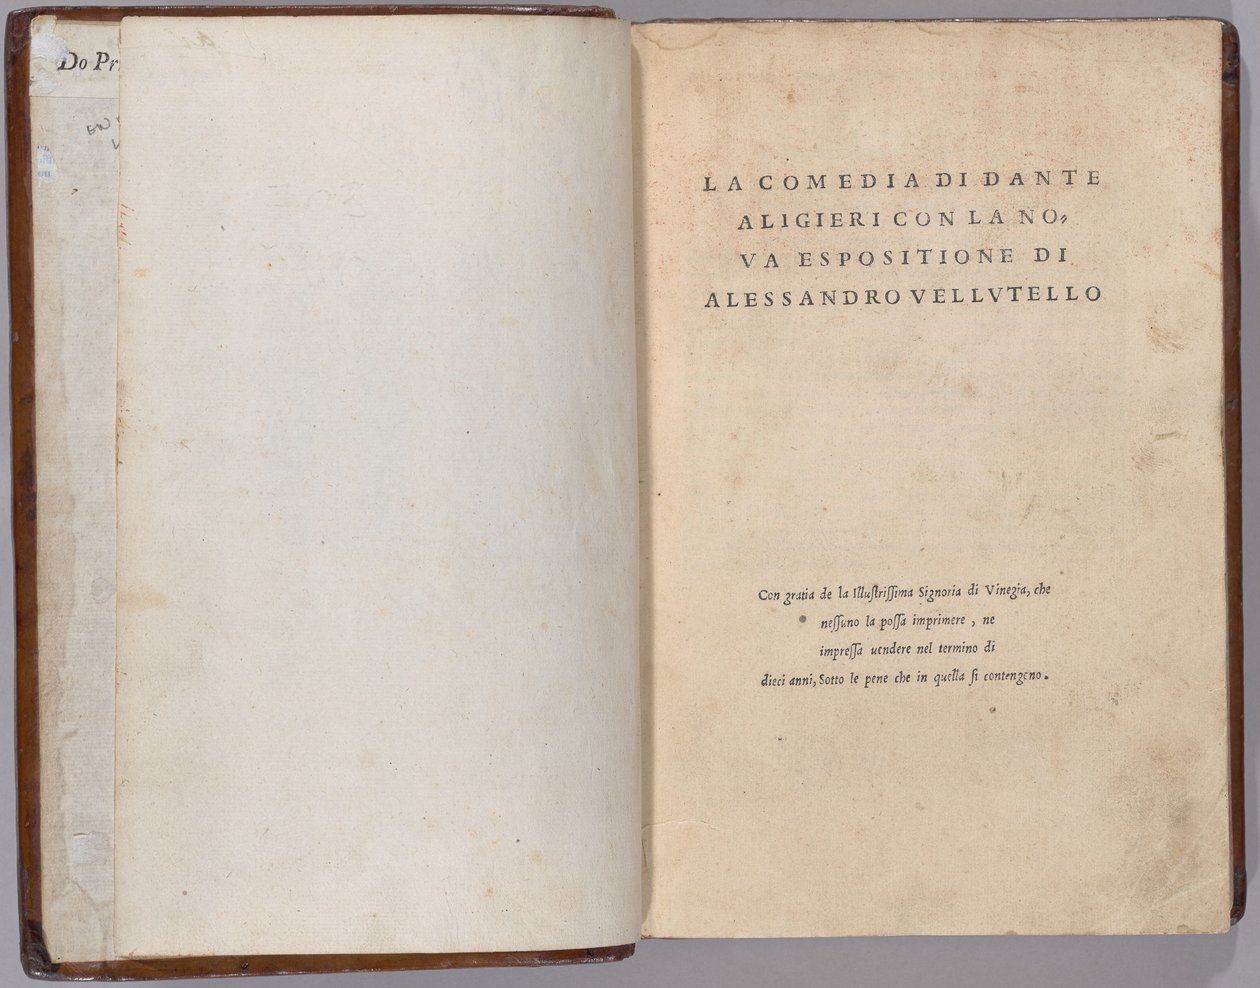 Do Pr
LA COMEDIA DI DANTE
ALIGIERI CON LA NO⸗
VA ESPOSITIONE DI
ALESSANDRO VELLVTELLO
Con gratia de la Illuſtriſſima Signoria di Vinegia, che
neſſuno la poſſa imprimere, ne
impreſſa uendere nel termino di
dieci anni, Sotto le pene che in quella ſi contengono.